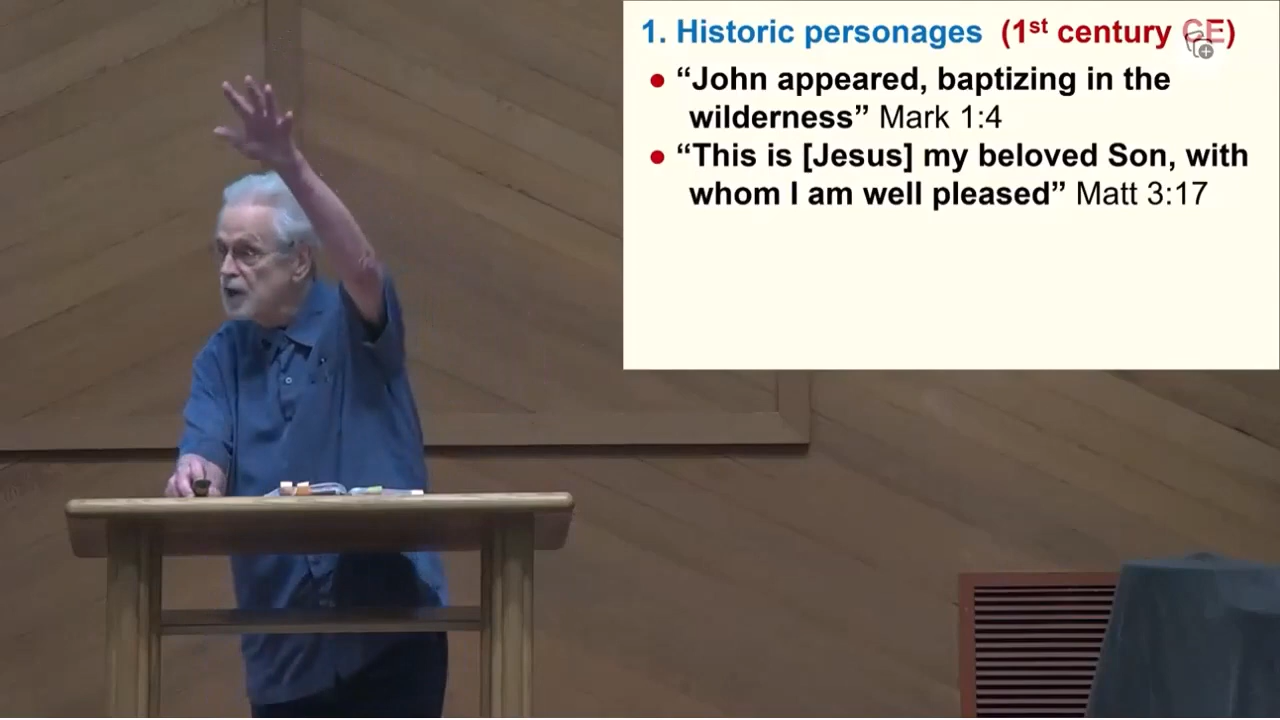 1. Historic personages (1st century CE)
● “John appeared, baptizing in the
wilderness” Mark 1:4
● “This is [Jesus] my beloved Son, with
whom I am well pleased” Matt 3:17